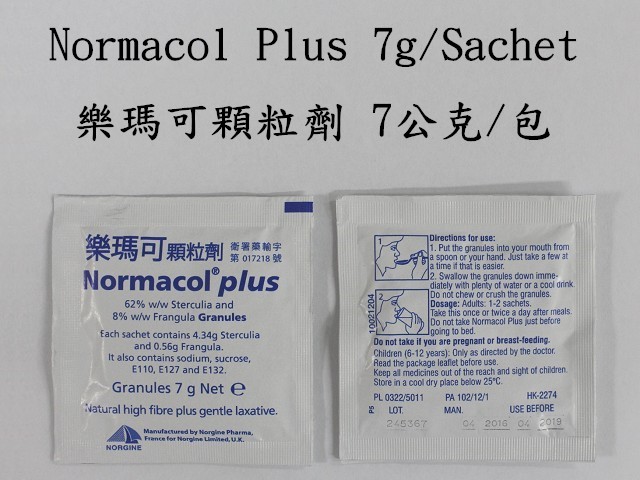 Normacol Plus 7g/Sachet
樂瑪可顆粒劑 7公克/包
樂瑪可顆粒劑 衛署藥輸字
第 017218 號
Normacol® plus
62% w/w Sterculia and
8% w/w Frangula Granules
Each sachet contains 4.34g Sterculia
and 0.56g Frangula.
It also contains sodium, sucrose,
E110, E127 and E132.
Granules 7 g Net ℮
Natural high fibre plus gentle laxative.
NORGINE
Manufactured by Norgine Pharma,
France for Norgine Limited, U.K.
1
2
10021204
Directions for use:
1. Put the granules into your mouth from
a spoon or your hand. Just take a few at
a time if that is easier.
2. Swallow the granules down imme-
diately with plenty of water or a cool drink.
Do not chew or crush the granules.
Dosage: Adults: 1-2 sachets.
Take this once or twice a day after meals.
Do not take Normacol Plus just before
going to bed.
Do not take if you are pregnant or breast-feeding.
Children (6-12 years): Only as directed by the doctor.
Read the package leaflet before use.
Keep all medicines out of the reach and sight of children.
Store in a cool dry place below 25°C.
PL 0322/5011 PA 102/12/1 HK-2274
P5 LOT. MAN. USE BEFORE
245367 04 2016 04 2019